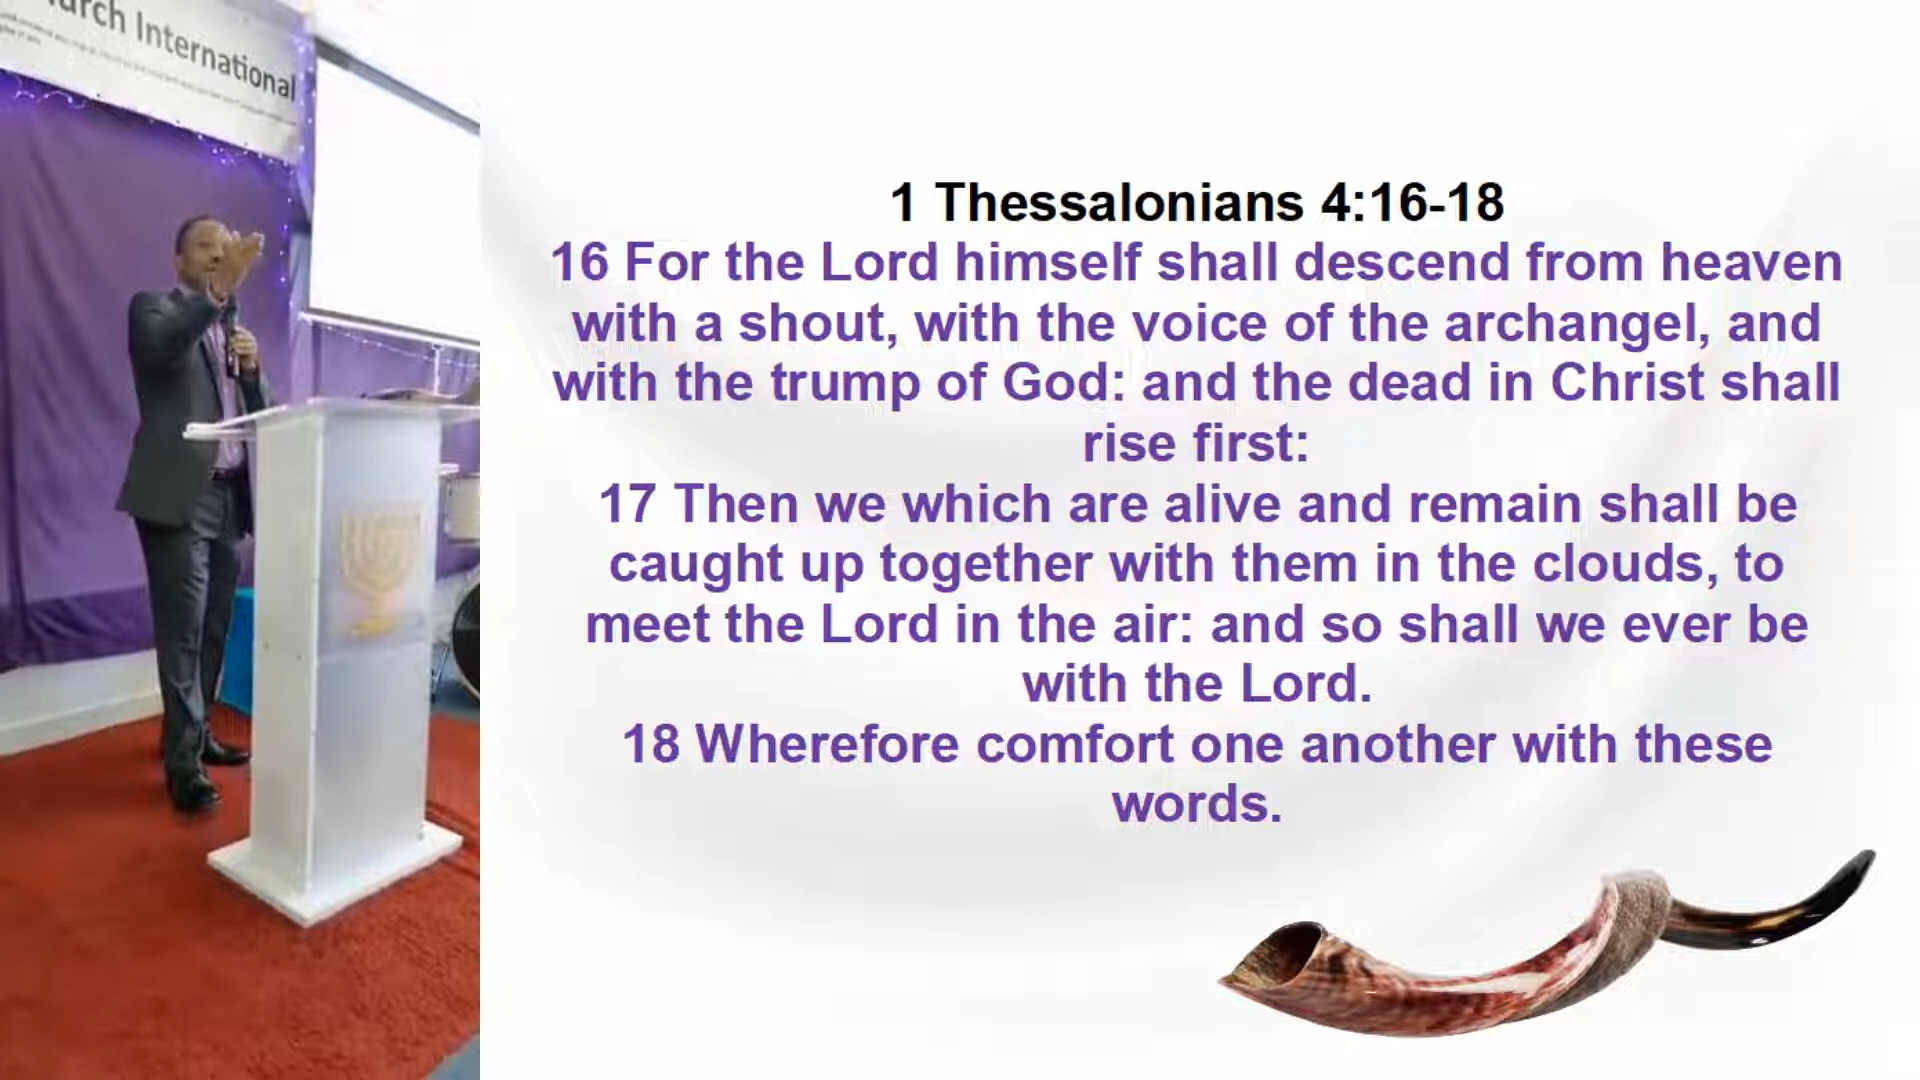 International
1 Thessalonians 4:16-18
16 For the Lord himself shall descend from heaven
with a shout, with the voice of the archangel, and
with the trump of God: and the dead in Christ shall
rise first:
17 Then we which are alive and remain shall be
caught up together with them in the clouds, to
meet the Lord in the air: and so shall we ever be
with the Lord.
18 Wherefore comfort one another with these
words.